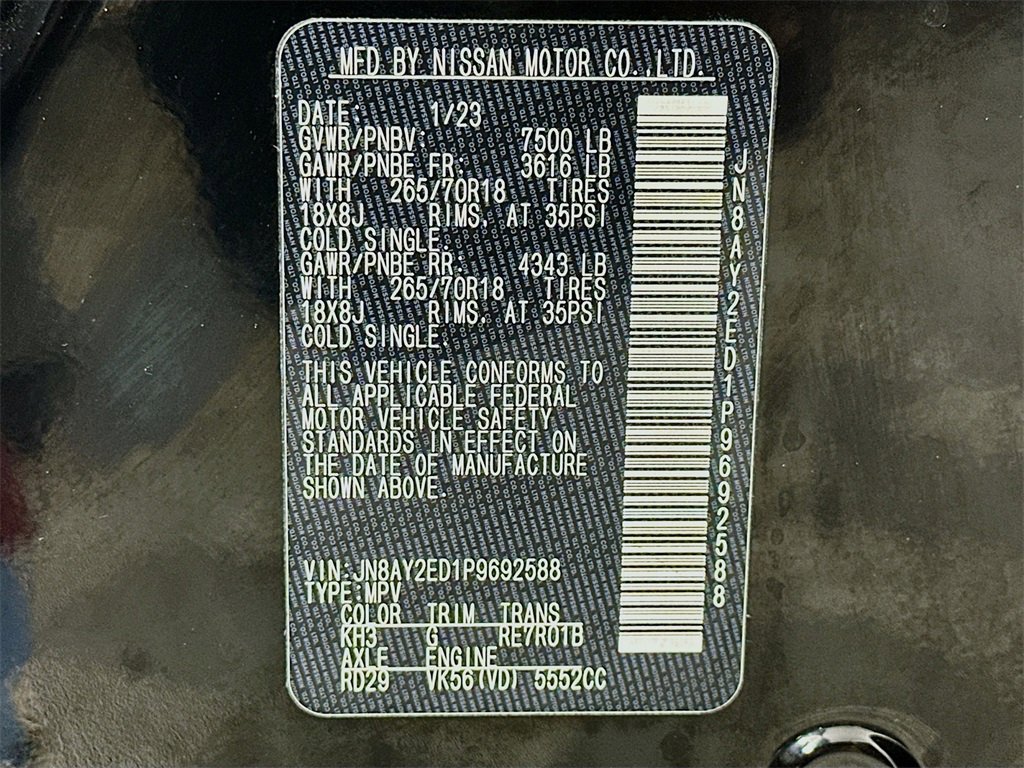 MFD BY NISSAN MOTOR CO.,LTD.
DATE: 1/23
GVWR/PNBV: 7500 LB
GAWR/PNBE FR. 3616 LB
WITH 265/70R18 TIRES
18X8J RIMS, AT 35PSI
COLD SINGLE.
GAWR/PNBE RR. 4343 LB
WITH 265/70R18 TIRES
18X8J RIMS. AT 35PSI
COLD SINGLE.
THIS VEHICLE CONFORMS TO
ALL APPLICABLE FEDERAL
MOTOR VEHICLE SAFETY
STANDARDS IN EFFECT ON
THE DATE OF MANUFACTURE
SHOWN ABOVE.
VIN:JN8AY2ED1P9692588
TYPE:MPV
COLOR TRIM TRANS
KH3 G RE7R01B
AXLE ENGINE
RD29 VK56(VD) 5552CC
JN8AY2ED1P9692588